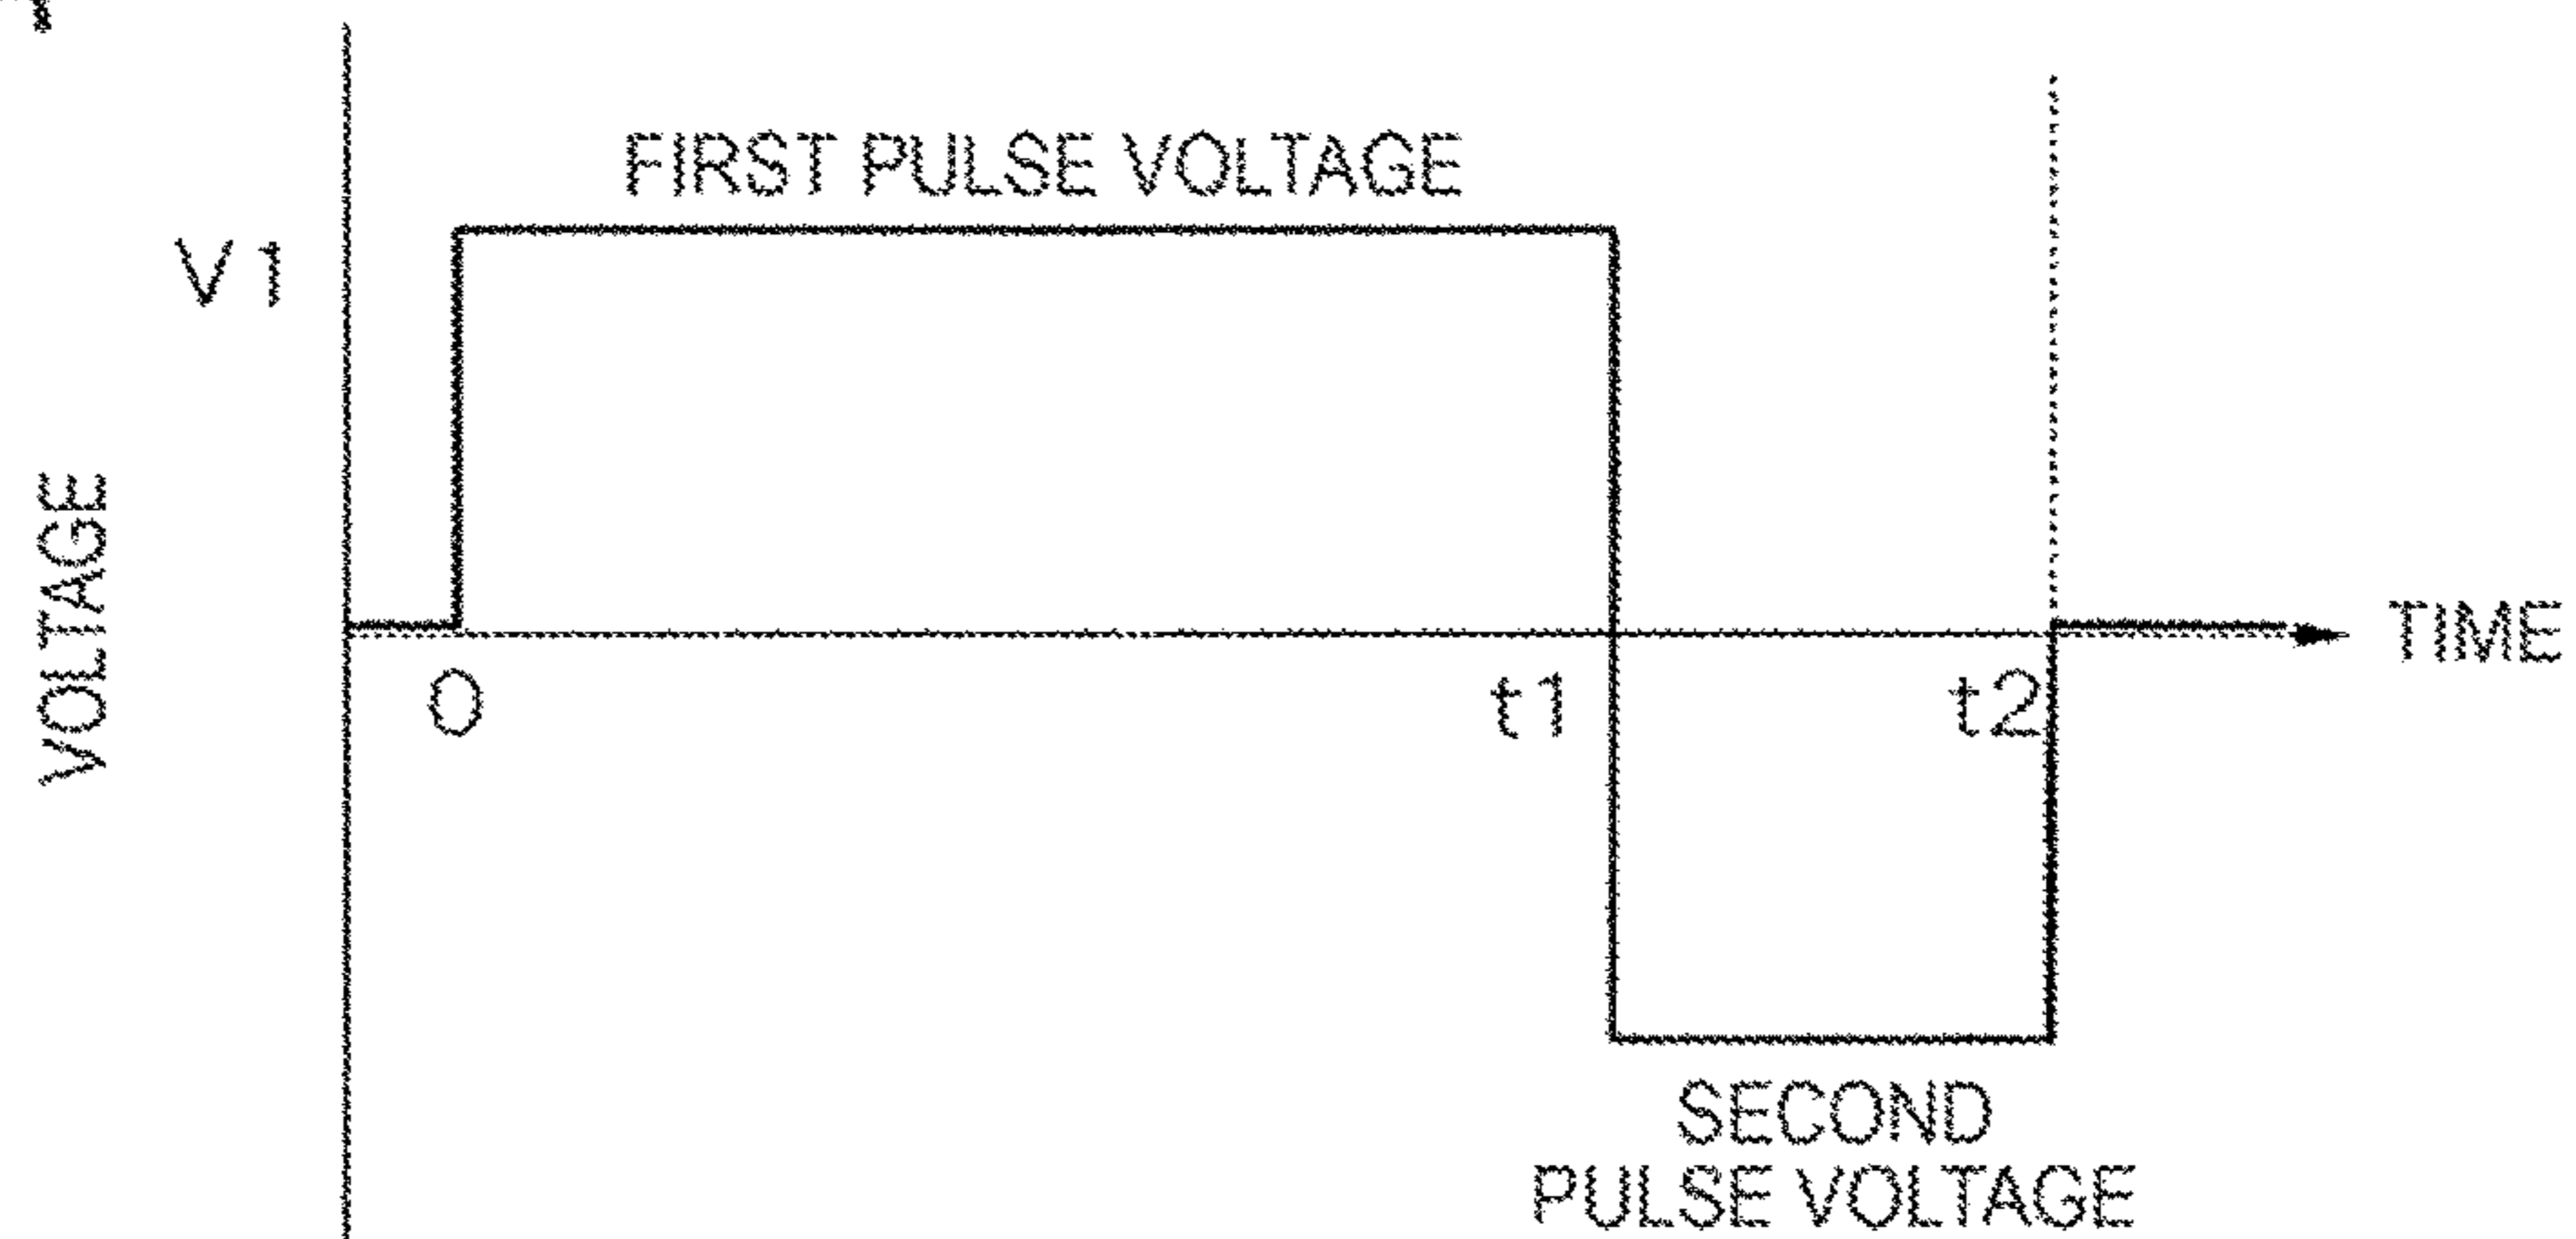 FIRST PULSE VOLTAGE
V1
VOLTAGE
TIME
0
t1
t2
SECOND
PULSE VOLTAGE